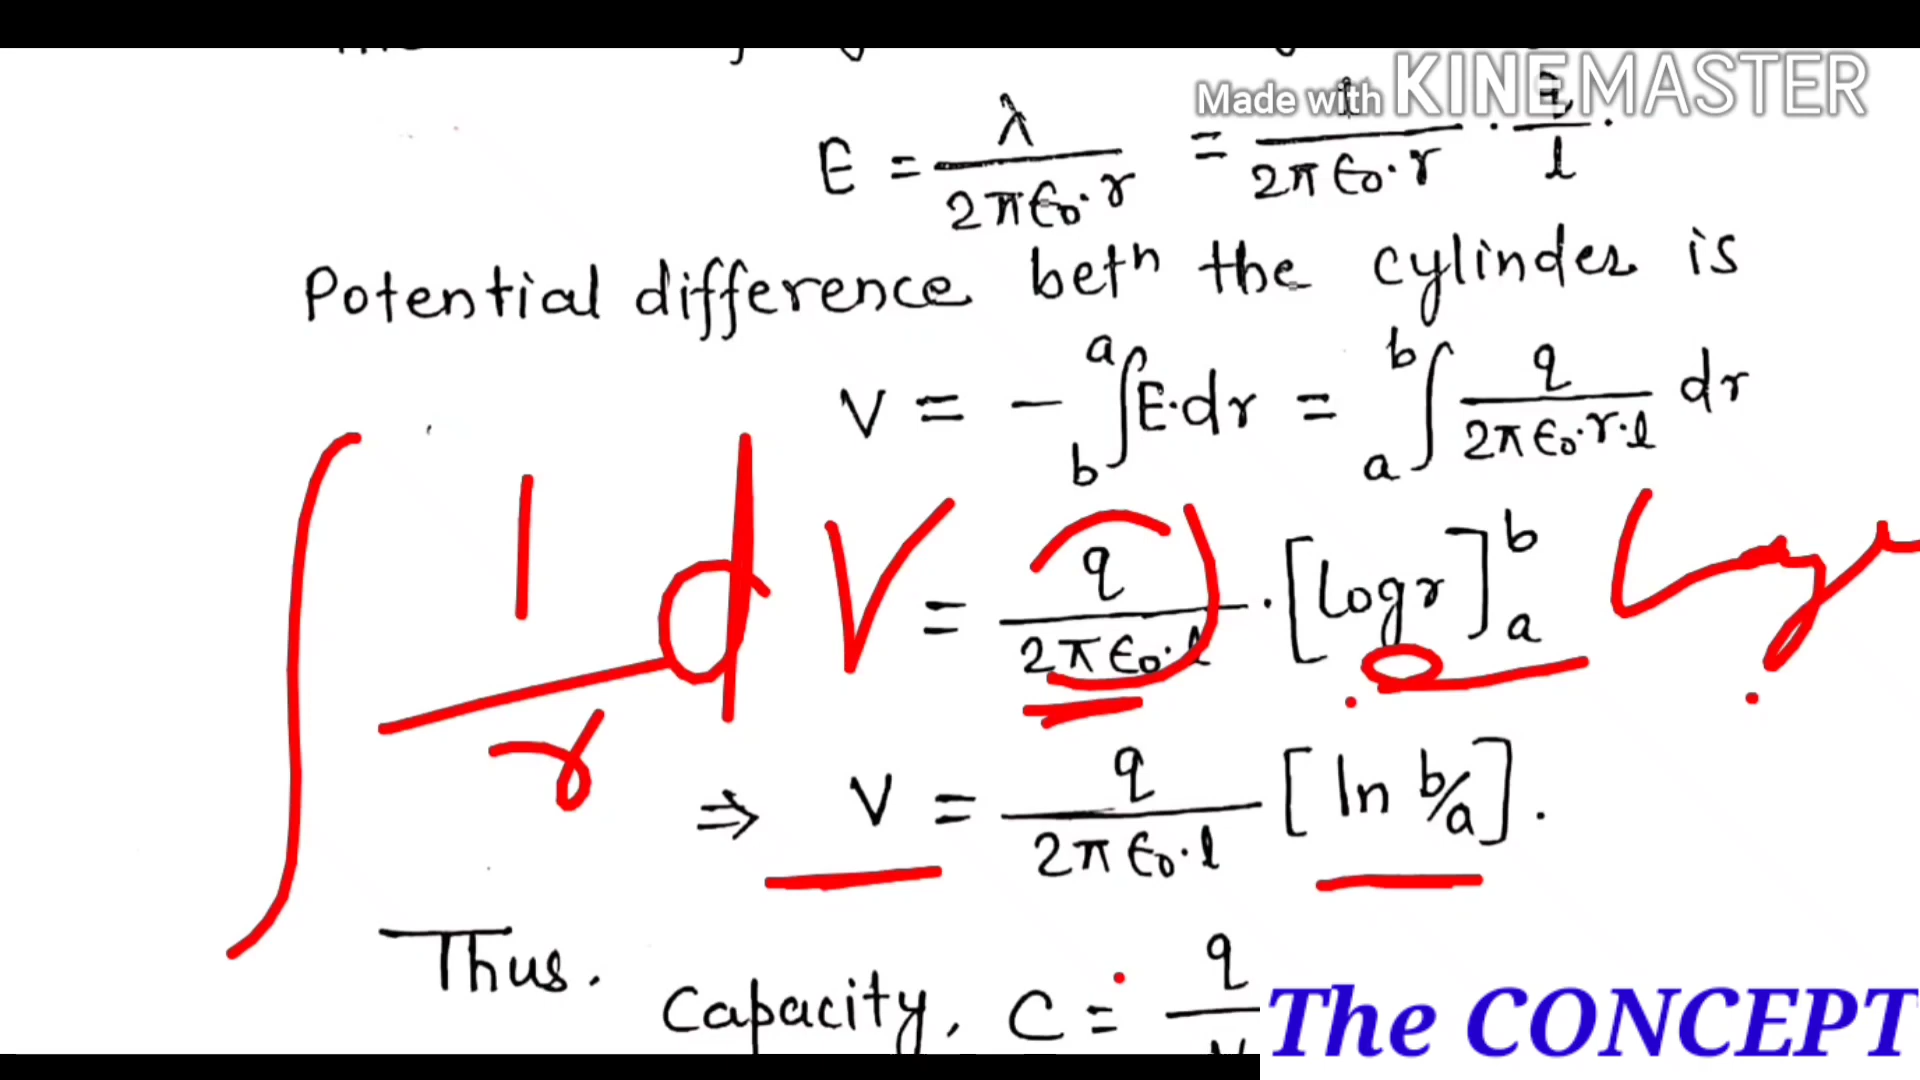 Made with KINEMASTER
E = λ / 2πϵ0·r = 1 / 2πϵ0·r · q / l .
Potential difference betn the cylinder is
V = - ∫_b^a E·dr = ∫_a^b q / 2πϵ0·r·l dr
∫ 1/r d V = q / 2πϵ0·l · [log r]_a^b log r
⇒ V = q / 2πϵ0·l [ ln b/a ] .
Thus. Capacity, C = q / V
The CONCEPT